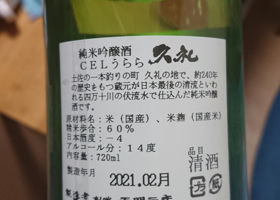 純米吟醸酒
CELうらら 久礼
土佐の一本釣りの町 久礼の地で、約240年
の歴史をもつ蔵元が日本最後の清流といわ
れる四万十川の伏流水で仕込んだ純米吟醸
酒です。
原材料名：米（国産）、米麹（国産米）
精米歩合：60％
日本酒度：－4
アルコール分：14度
内容量：720ml
品目
清酒
製造年月 2021.02月